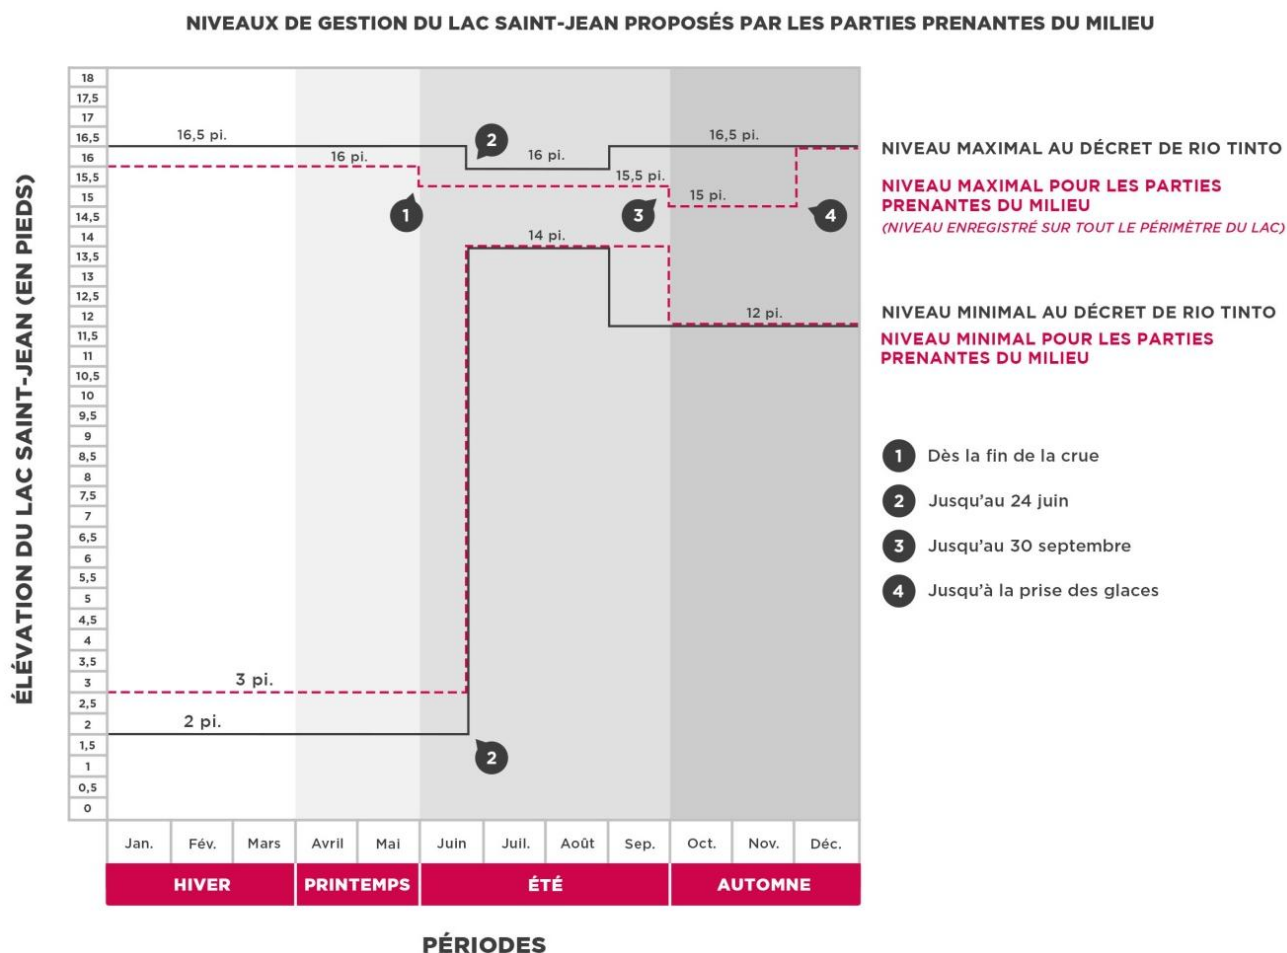 NIVEAUX DE GESTION DU LAC SAINT-JEAN PROPOSÉS PAR LES PARTIES PRENANTES DU MILIEU
ÉLÉVATION DU LAC SAINT-JEAN (EN PIEDS)
18
17,5
17
16,5
16
15,5
15
14,5
14
13,5
13
12,5
12
11,5
11
10,5
10
9,5
9
8,5
8
7,5
7
6,5
6
5,5
5
4,5
4
3,5
3
2,5
2
1,5
1
0,5
0
16,5 pi.
16 pi.
2
16 pi.
16,5 pi.
15,5 pi.
15 pi.
1
3
4
14 pi.
12 pi.
3 pi.
2 pi.
2
NIVEAU MAXIMAL AU DÉCRET DE RIO TINTO
NIVEAU MAXIMAL POUR LES PARTIES
PRENANTES DU MILIEU
(NIVEAU ENREGISTRÉ SUR TOUT LE PÉRIMÈTRE DU LAC)
NIVEAU MINIMAL AU DÉCRET DE RIO TINTO
NIVEAU MINIMAL POUR LES PARTIES
PRENANTES DU MILIEU
1 Dès la fin de la crue
2 Jusqu'au 24 juin
3 Jusqu'au 30 septembre
4 Jusqu'à la prise des glaces
Jan. Fév. Mars Avril Mai Juin Juil. Août Sep. Oct. Nov. Déc.
HIVER PRINTEMPS ÉTÉ AUTOMNE
PÉRIODES